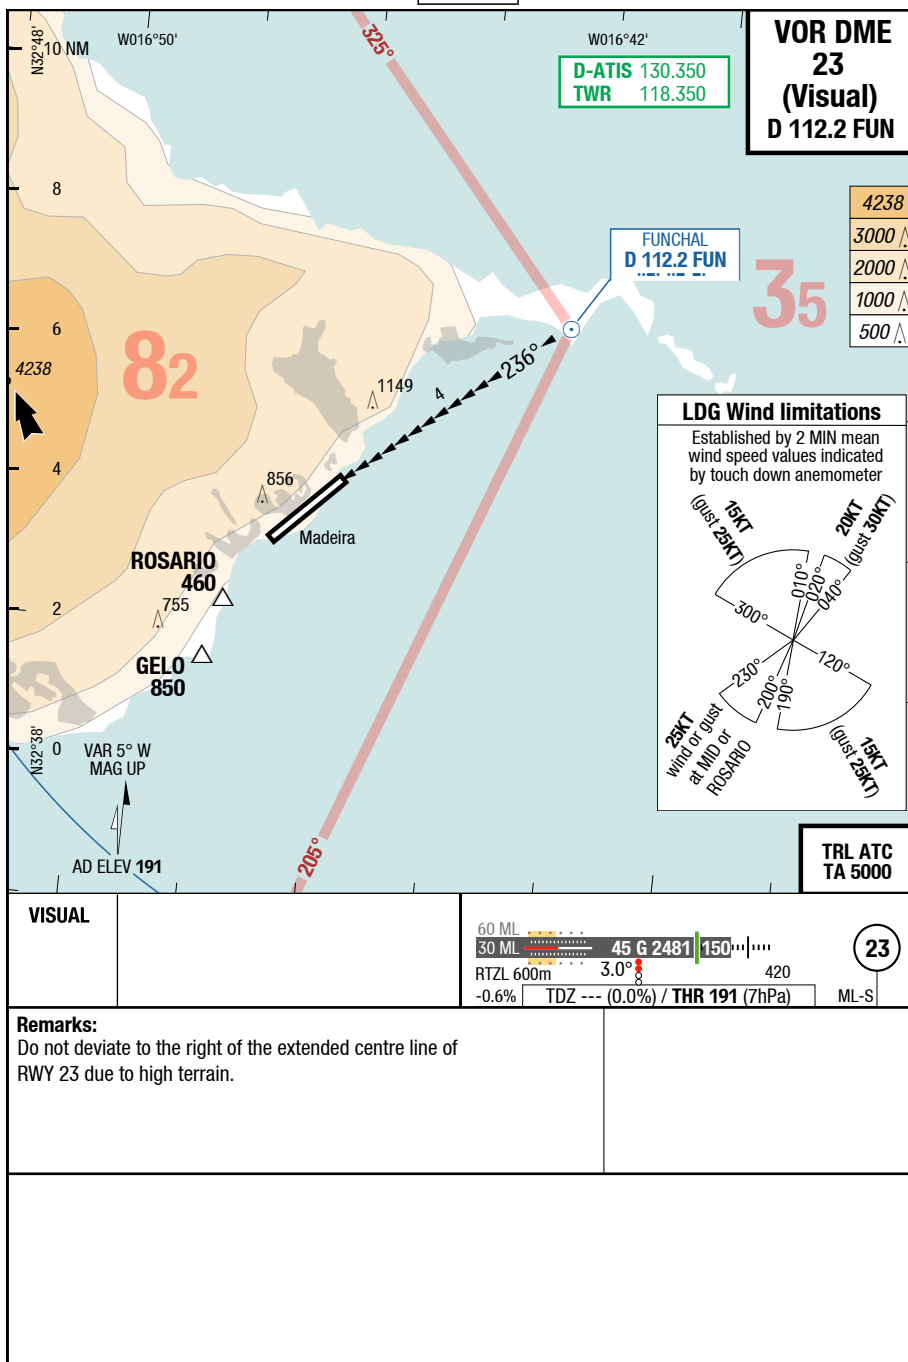 N32°48'
10 NM
W016°50'
325°
W016°42'
D-ATIS 130.350
TWR 118.350
VOR DME
23
(Visual)
D 112.2 FUN
8
4238
3000
2000
1000
500
FUNCHAL
D 112.2 FUN
35
6
82
4238
1149
4
236°
4
856
Madeira
ROSARIO
460
2
755
GELO
850
LDG Wind limitations
Established by 2 MIN mean
wind speed values indicated
by touch down anemometer
15KT
(gust 25KT)
20KT
(gust 30KT)
010°
020°
040°
300°
120°
230°
200°
190°
25KT
wind or gust
at MID or
ROSARIO
15KT
(gust 25KT)
N32°38'
0
VAR 5° W
MAG UP
AD ELEV 191
205°
TRL ATC
TA 5000
VISUAL
60 ML
30 ML
45 G 2481 150
RTZL 600m
3.0°
420
-0.6%
TDZ --- (0.0%) / THR 191 (7hPa)
ML-S
23
Remarks:
Do not deviate to the right of the extended centre line of
RWY 23 due to high terrain.